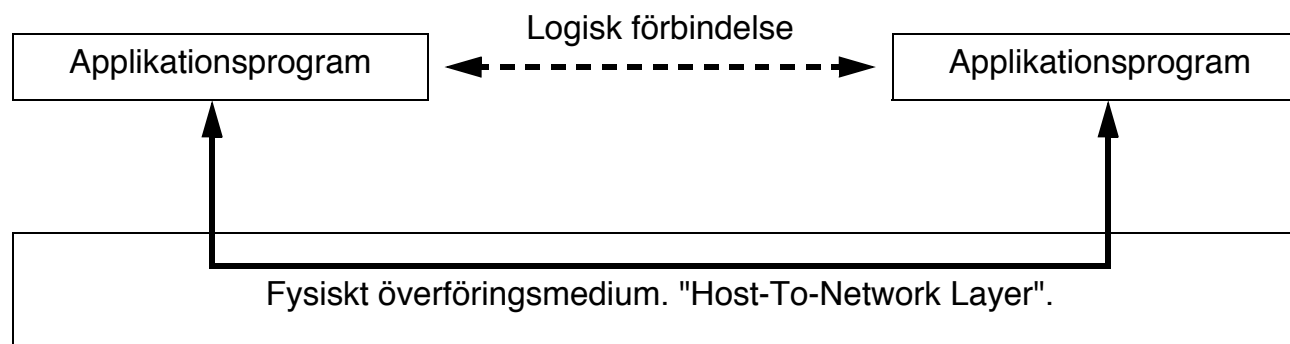 Logisk förbindelse
Applikationsprogram
Applikationsprogram
Fysiskt överföringsmedium. "Host-To-Network Layer".